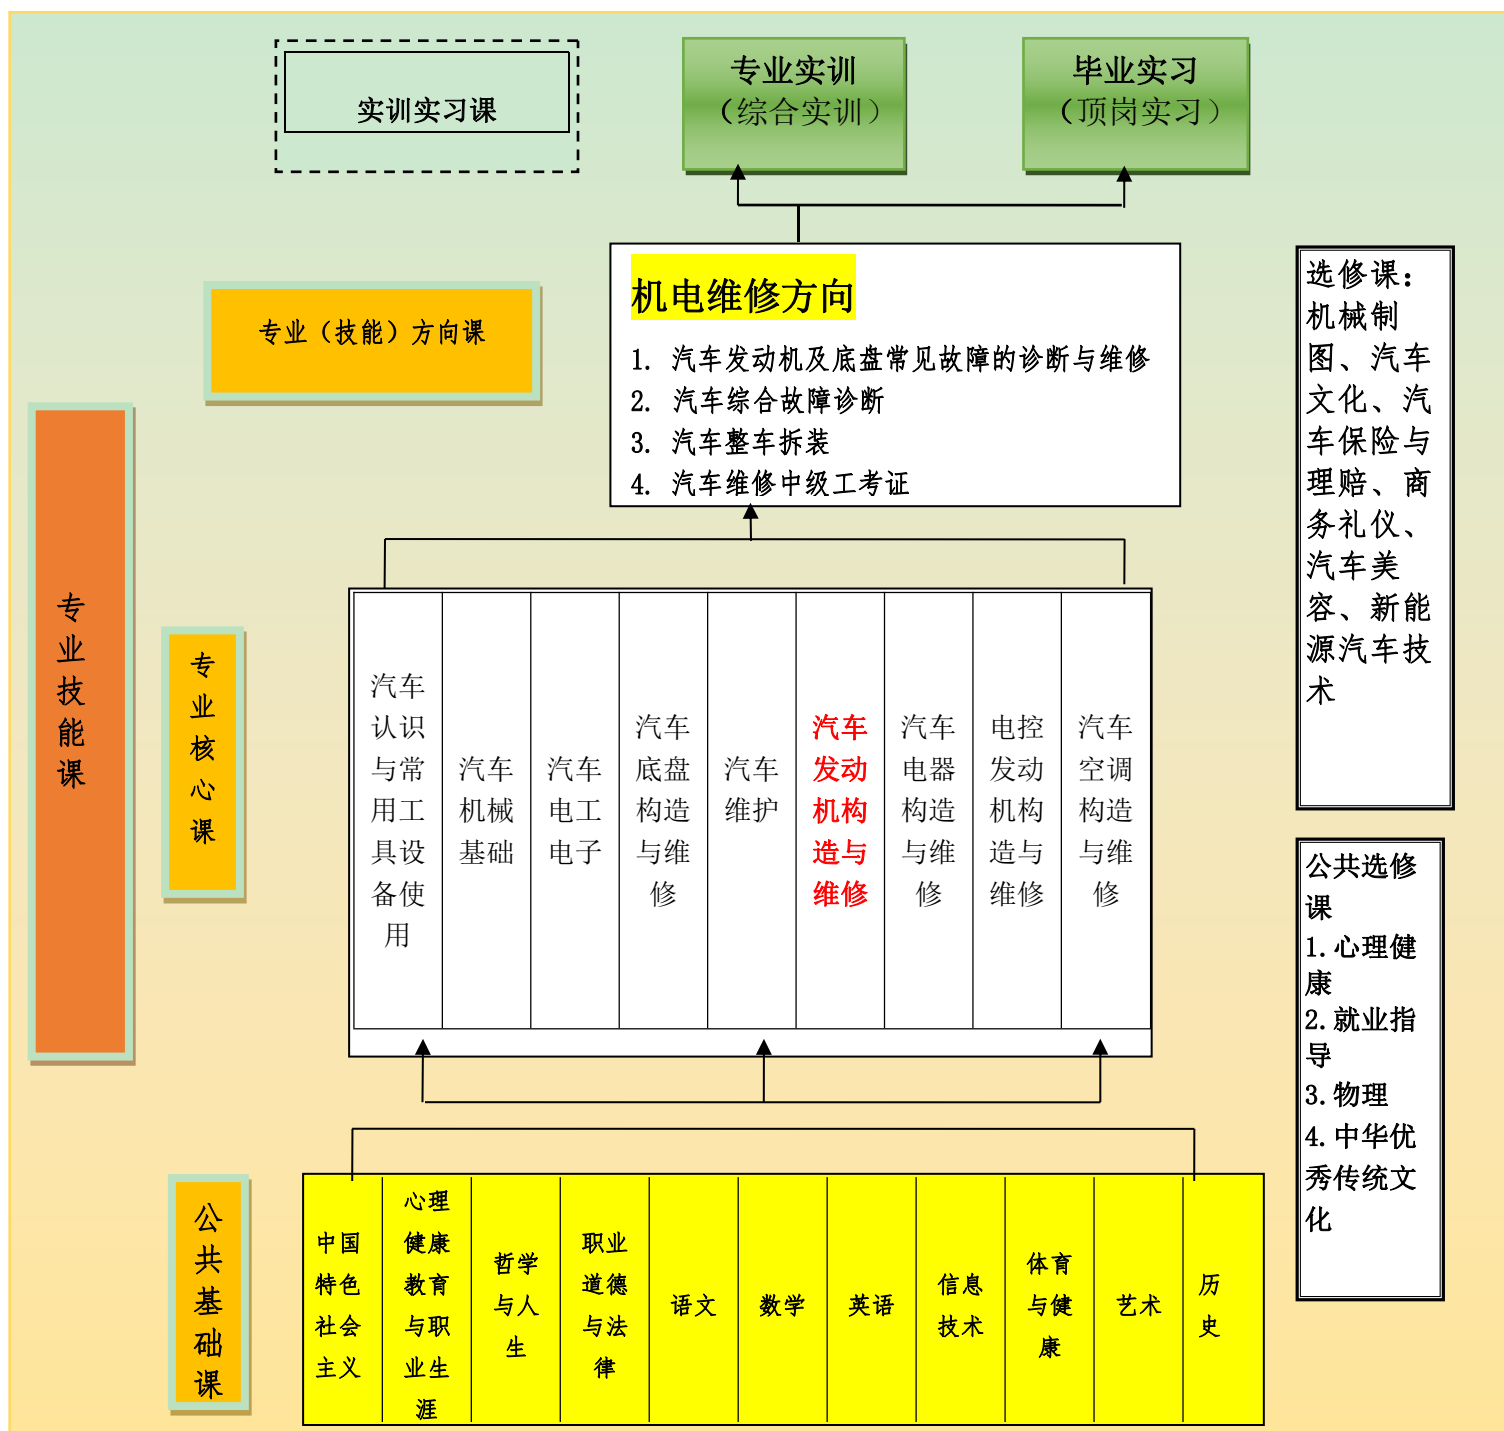 实训实习课
专业实训
（综合实训）
毕业实习
（顶岗实习）
专业（技能）方向课
机电维修方向
1. 汽车发动机及底盘常见故障的诊断与维修
2. 汽车综合故障诊断
3. 汽车整车拆装
4. 汽车维修中级工考证
选修课：
机械制
图、汽车
文化、汽
车保险与
理赔、商
务礼仪、
汽车美
容、新能
源汽车技
术
专
业
技
能
课
专
业
核
心
课
汽车
认识
与常
用工
具设
备使
用
汽车
机械
基础
汽车
电工
电子
汽车
底盘
构造
与维
修
汽车
维护
汽车
发动
机构
造与
维修
汽车
电器
构造
与维
修
电控
发动
机构
造与
维修
汽车
空调
构造
与维
修
公共选修
课
1.心理健
康
2.就业指
导
3.物理
4.中华优
秀传统文
化
公
共
基
础
课
中国
特色
社会
主义
心理
健康
教育
与职
业生
涯
哲学
与人
生
职业
道德
与法
律
语文
数学
英语
信息
技术
体育
与健
康
艺术
历
史